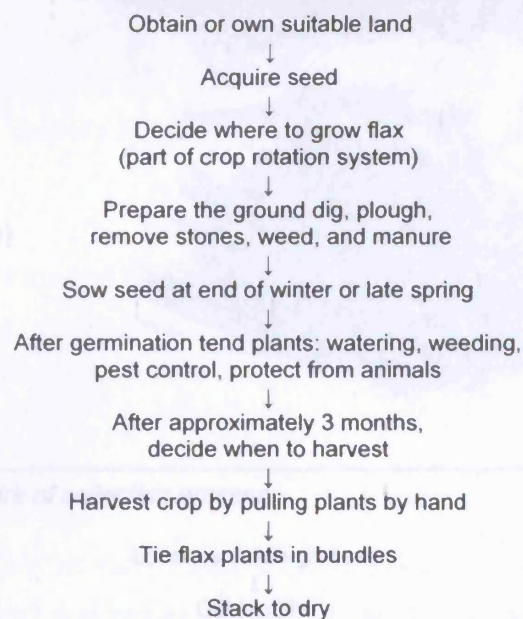 Obtain or own suitable land
↓
Acquire seed
↓
Decide where to grow flax
(part of crop rotation system)
↓
Prepare the ground dig, plough,
remove stones, weed, and manure
↓
Sow seed at end of winter or late spring
↓
After germination tend plants: watering, weeding,
pest control, protect from animals
↓
After approximately 3 months,
decide when to harvest
↓
Harvest crop by pulling plants by hand
↓
Tie flax plants in bundles
↓
Stack to dry